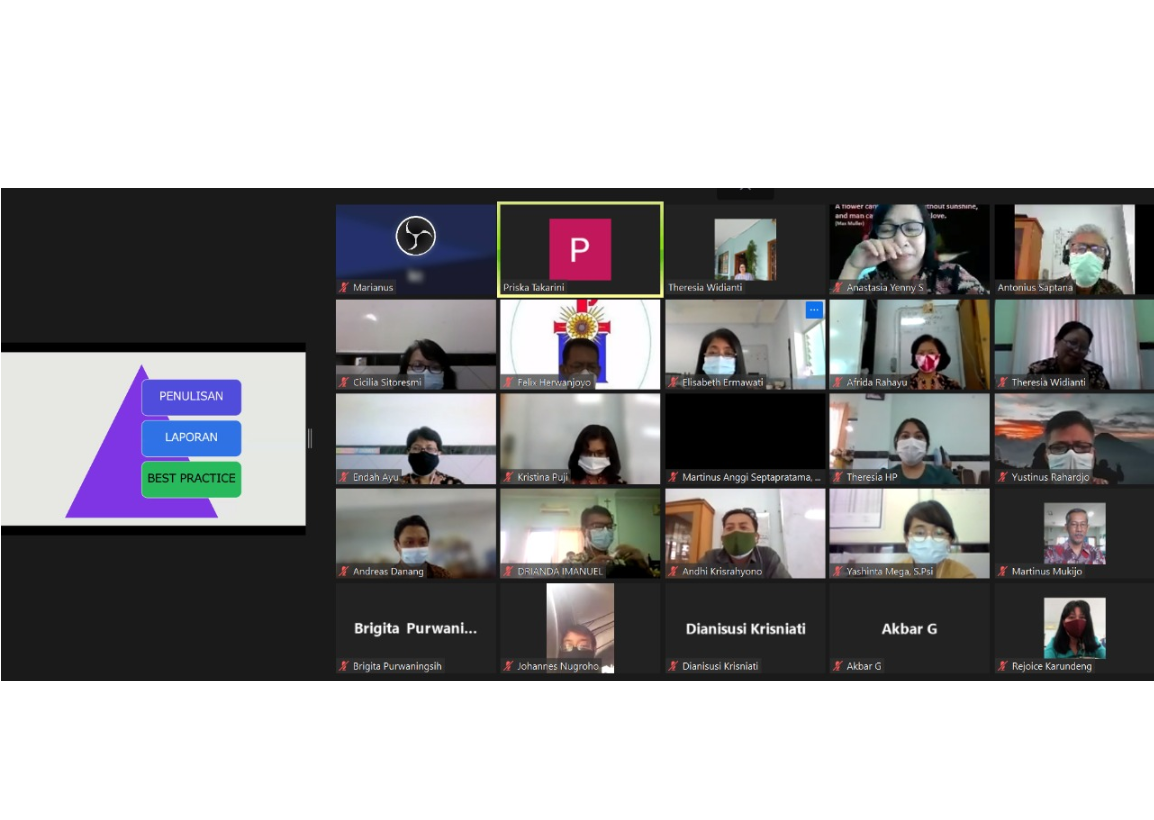 PENULISAN
LAPORAN
BEST PRACTICE
Marianus
P
Priska Takarini
Theresia Widianti
A flower can
thout sunshine,
and man ca
love.
[Max Muller]
Anastasia Yenny S
Antonius Saptana
Cicilia Sitoresmi
Felix Herwanjoyo
Elisabeth Ermawati
Afrida Rahayu
Theresia Widianti
Endah Ayu
Kristina Puji
Martinus Anggi Septapratama, ...
Theresia HP
Yustinus Rahardjo
Andreas Danang
DRIANDA IMANUEL
Andhi Krisrahyono
Yashinta Mega, S.Psi
Martinus Mukijo
Brigita Purwani...
Brigita Purwaningsih
Johannes Nugroho
Dianisusi Krisniati
Dianisusi Krisniati
Akbar G
Akbar G
Rejoice Karundeng